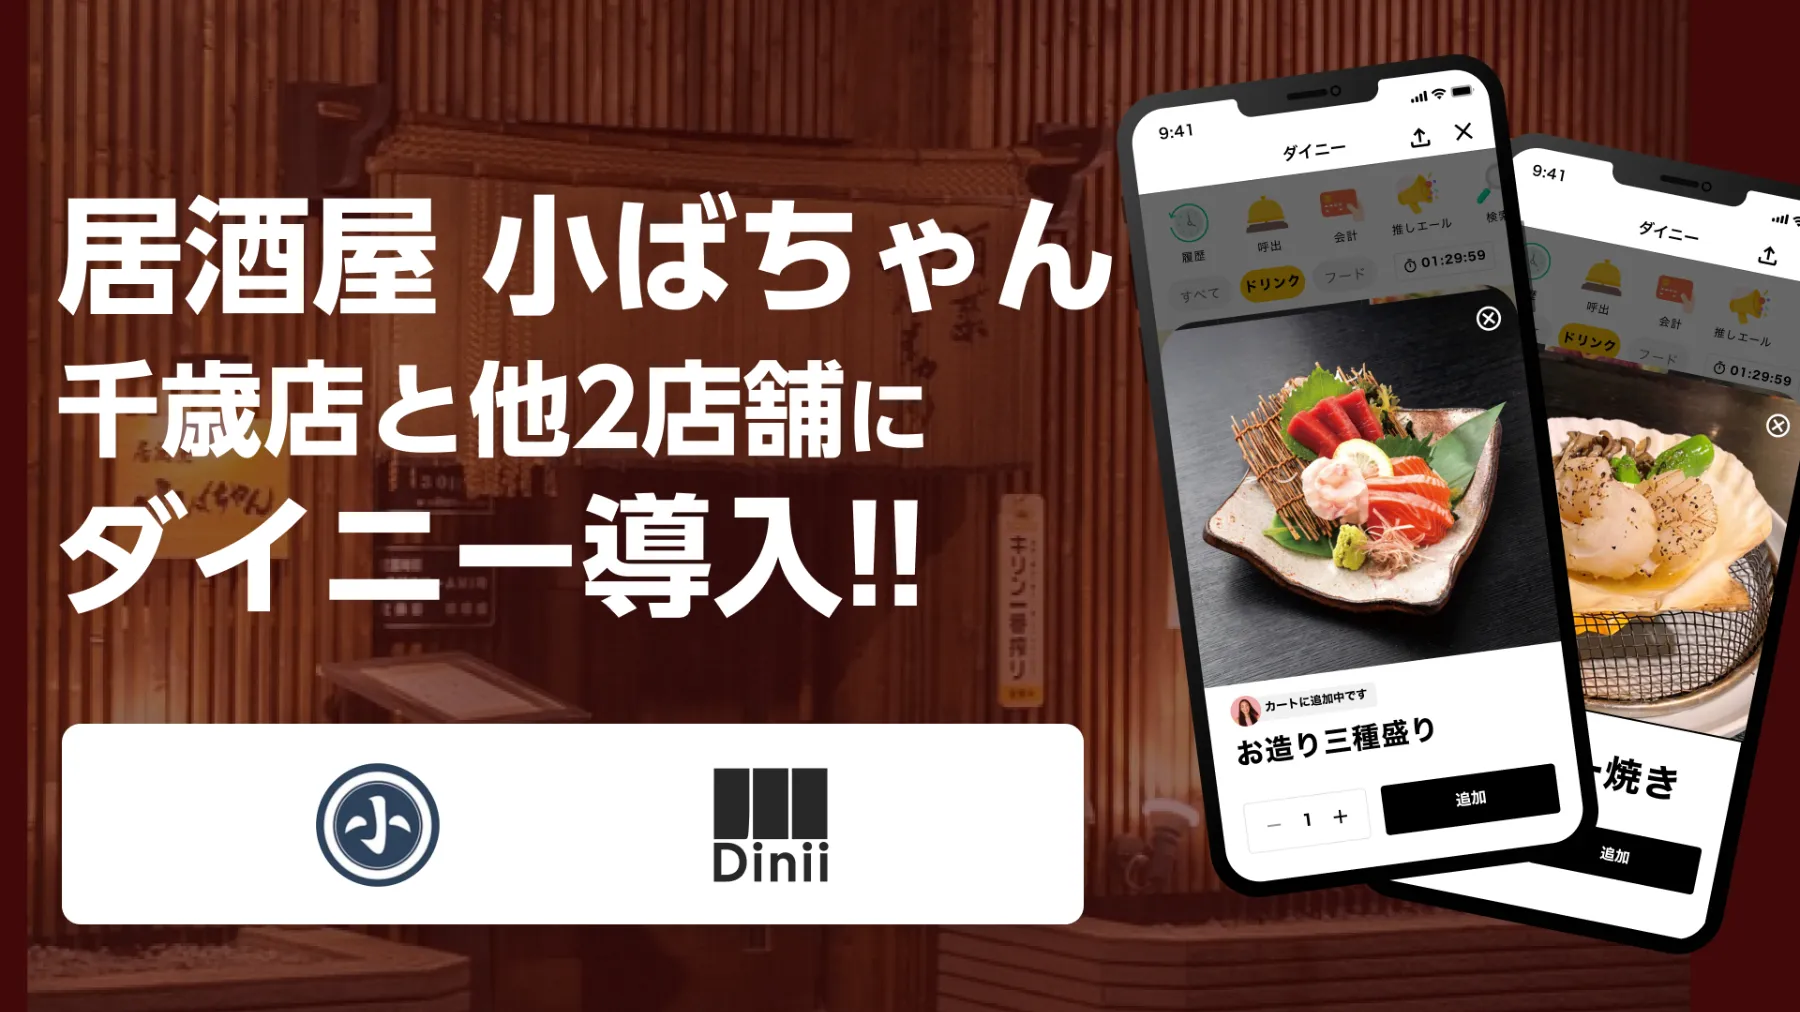 居酒屋 小ばちゃん
千歳店と他2店舗に
ダイニー導入!!
小
Dinii
9:41
ダイニー
履歴
呼出
会計
推しエール
すべて
ドリンク
フード
01:29:59
カートに追加中です
お造り三種盛り
1
追加
9:41
ダイニー
呼出
会計
推しエール
ドリンク
フード
01:29:59
焼き
追加
キリン一番搾り